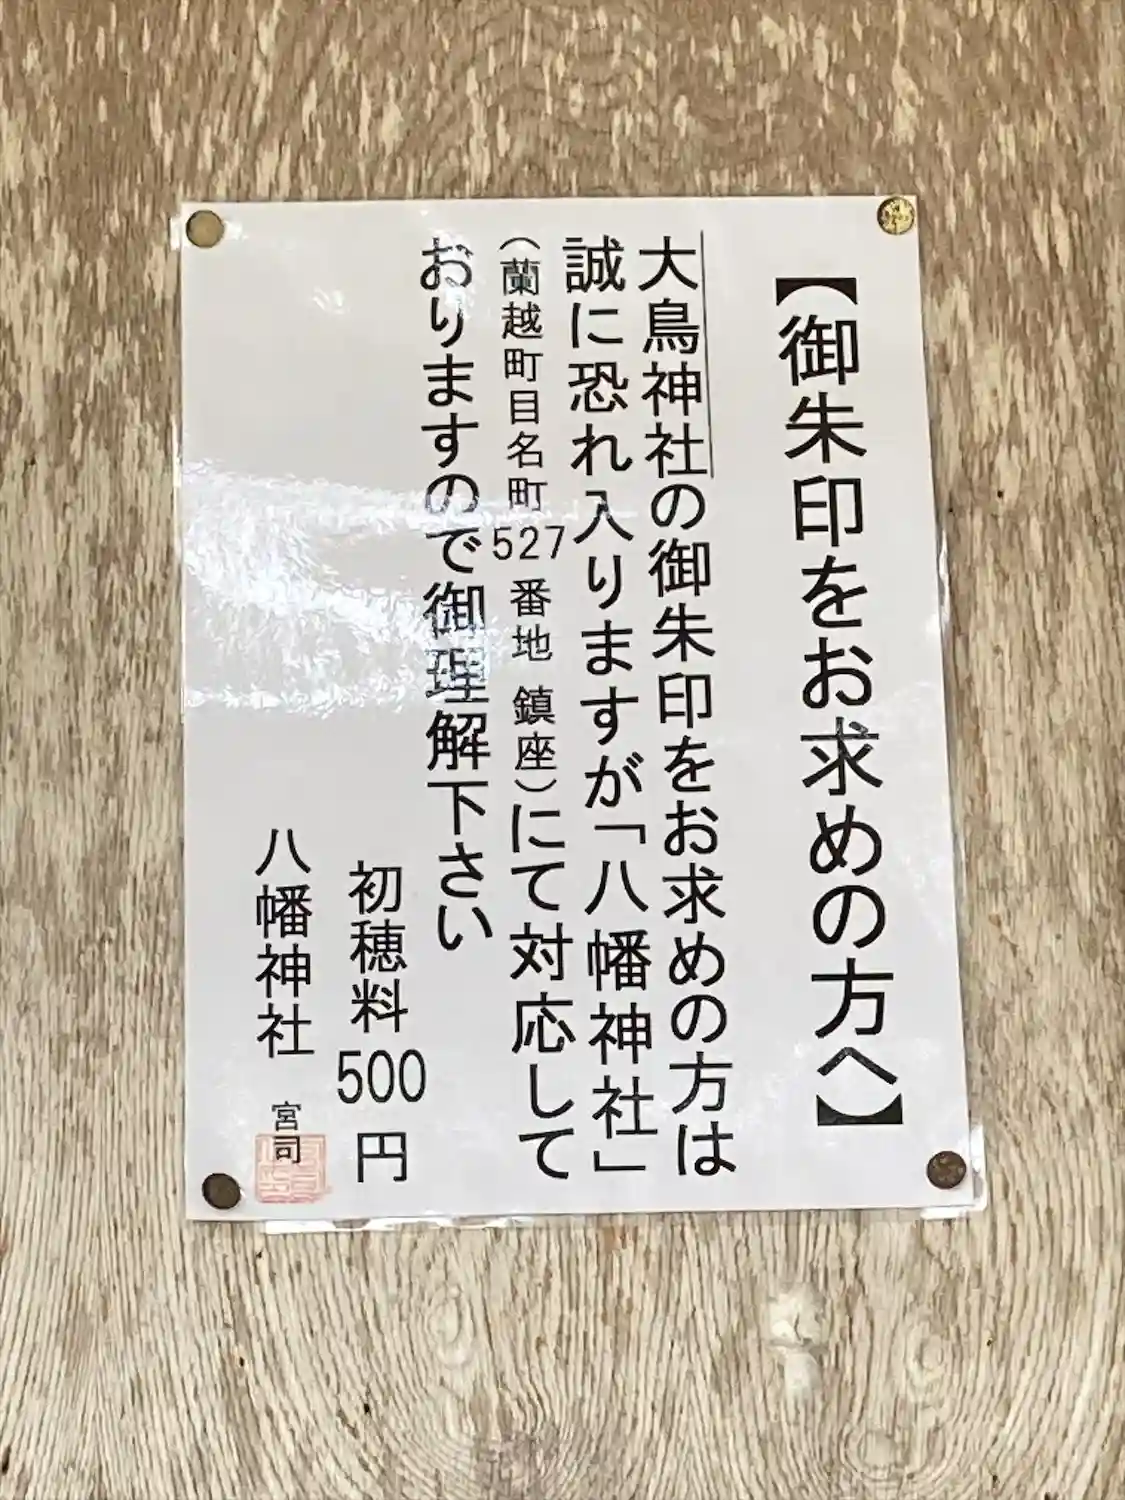 【御朱印をお求めの方へ】
大鳥神社の御朱印をお求めの方は
誠に恐れ入りますが「八幡神社」
（蘭越町目名町527番地 鎮座）にて対応して
おりますので御理解下さい
初穂料500円
八幡神社 宮司